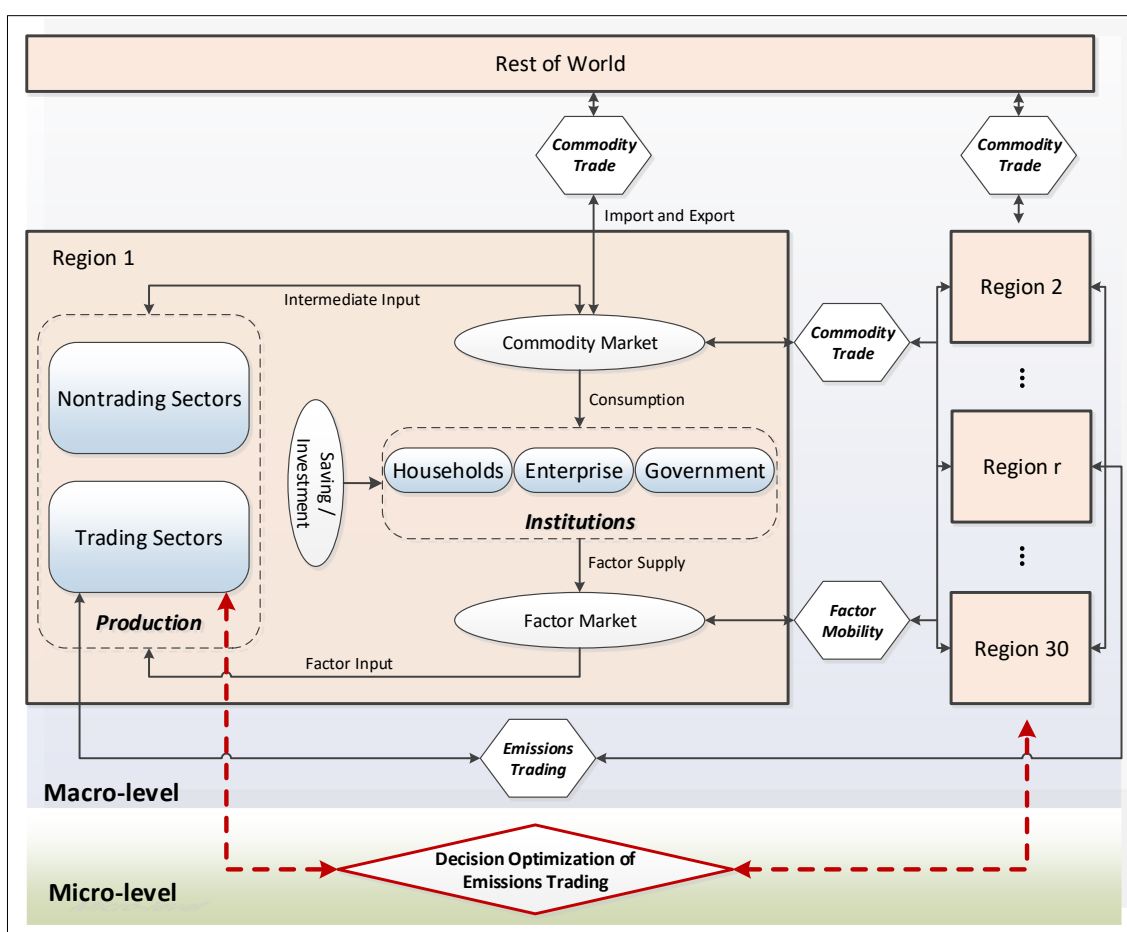 Rest of World
Commodity
Trade
Commodity
Trade
Import and Export
Region 1
Intermediate Input
Region 2
Commodity Market
Commodity
Trade
Nontrading Sectors
Consumption
Saving /
Investment
Households
Enterprise
Government
Institutions
Region r
Trading Sectors
Factor Supply
Production
Factor Market
Factor
Mobility
Region 30
Factor Input
Emissions
Trading
Macro-level
Decision Optimization of
Emissions Trading
Micro-level